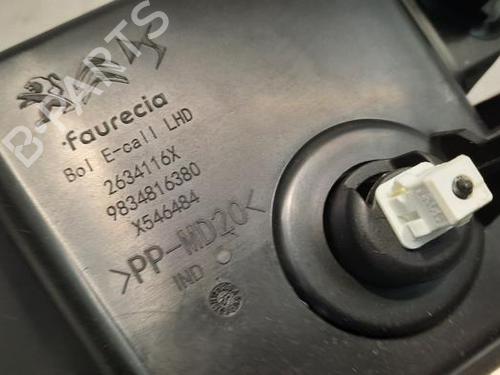 faurecia
Bol E-call LHD
2634116X
9834816380
X546484
>PP-MD20<
IND
B-PARTS